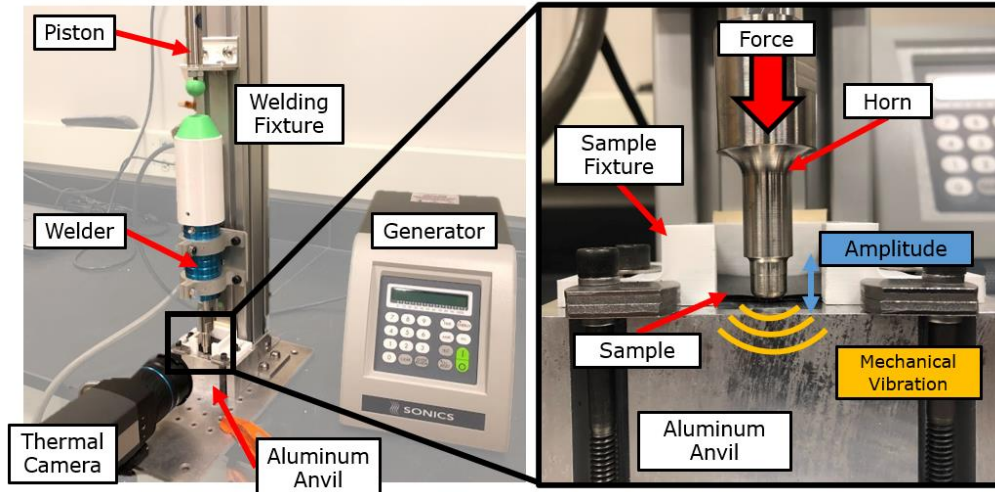 Piston
Welding
Fixture
Welder
Generator
SONICS
Thermal
Camera
Aluminum
Anvil
Force
Horn
Sample
Fixture
Amplitude
Sample
Mechanical
Vibration
Aluminum
Anvil